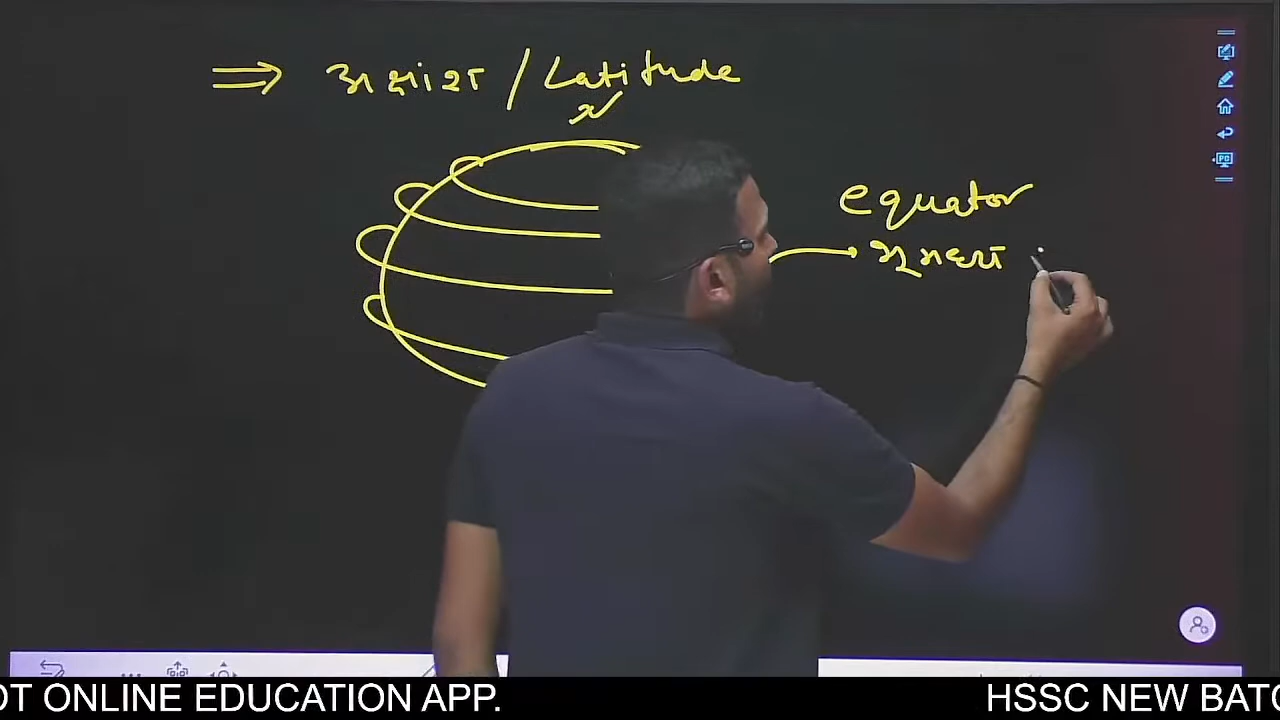 ⇒ अक्षांश / Latitude
equator
भूमध्य
OT ONLINE EDUCATION APP.
HSSC NEW BATC